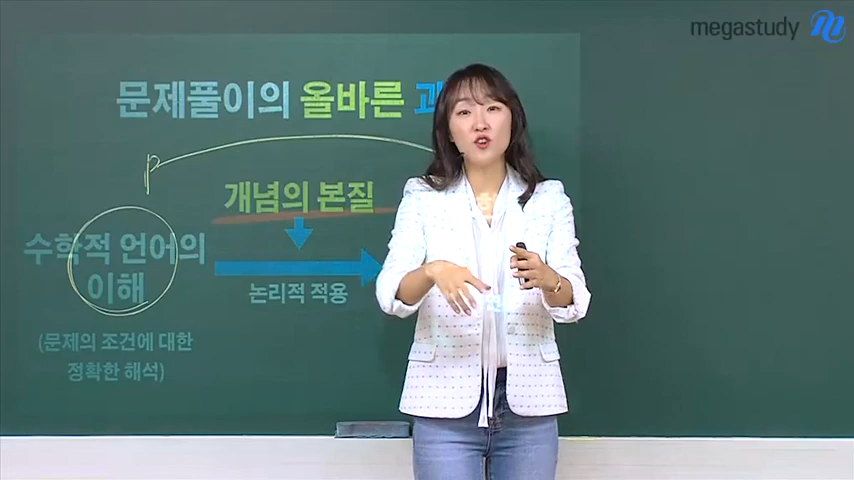 megastudy
문제풀이의 올바른
P
개념의 본질
수학적 언어의
이해
논리적 적용
(문제의 조건에 대한
정확한 해석)